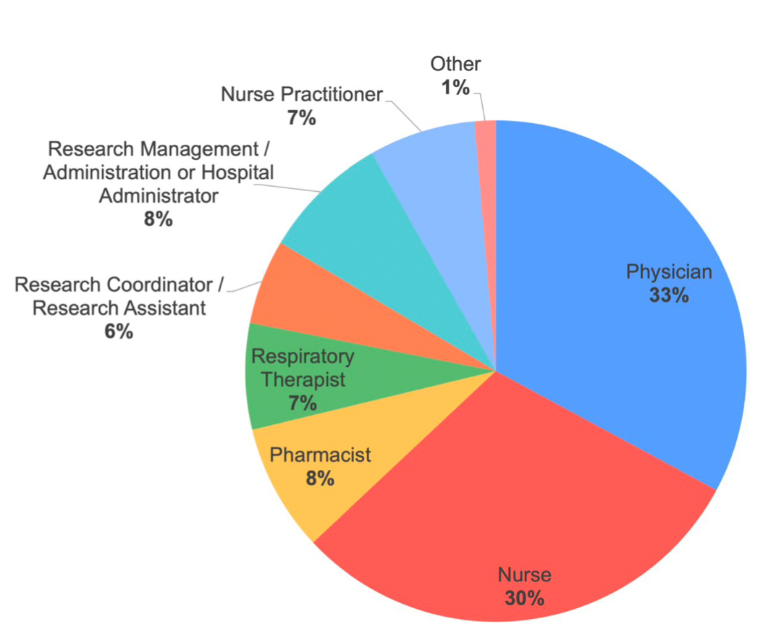 Other
1%
Nurse Practitioner
7%
Research Management /
Administration or Hospital
Administrator
8%
Physician
33%
Research Coordinator /
Research Assistant
6%
Respiratory
Therapist
7%
Pharmacist
8%
Nurse
30%